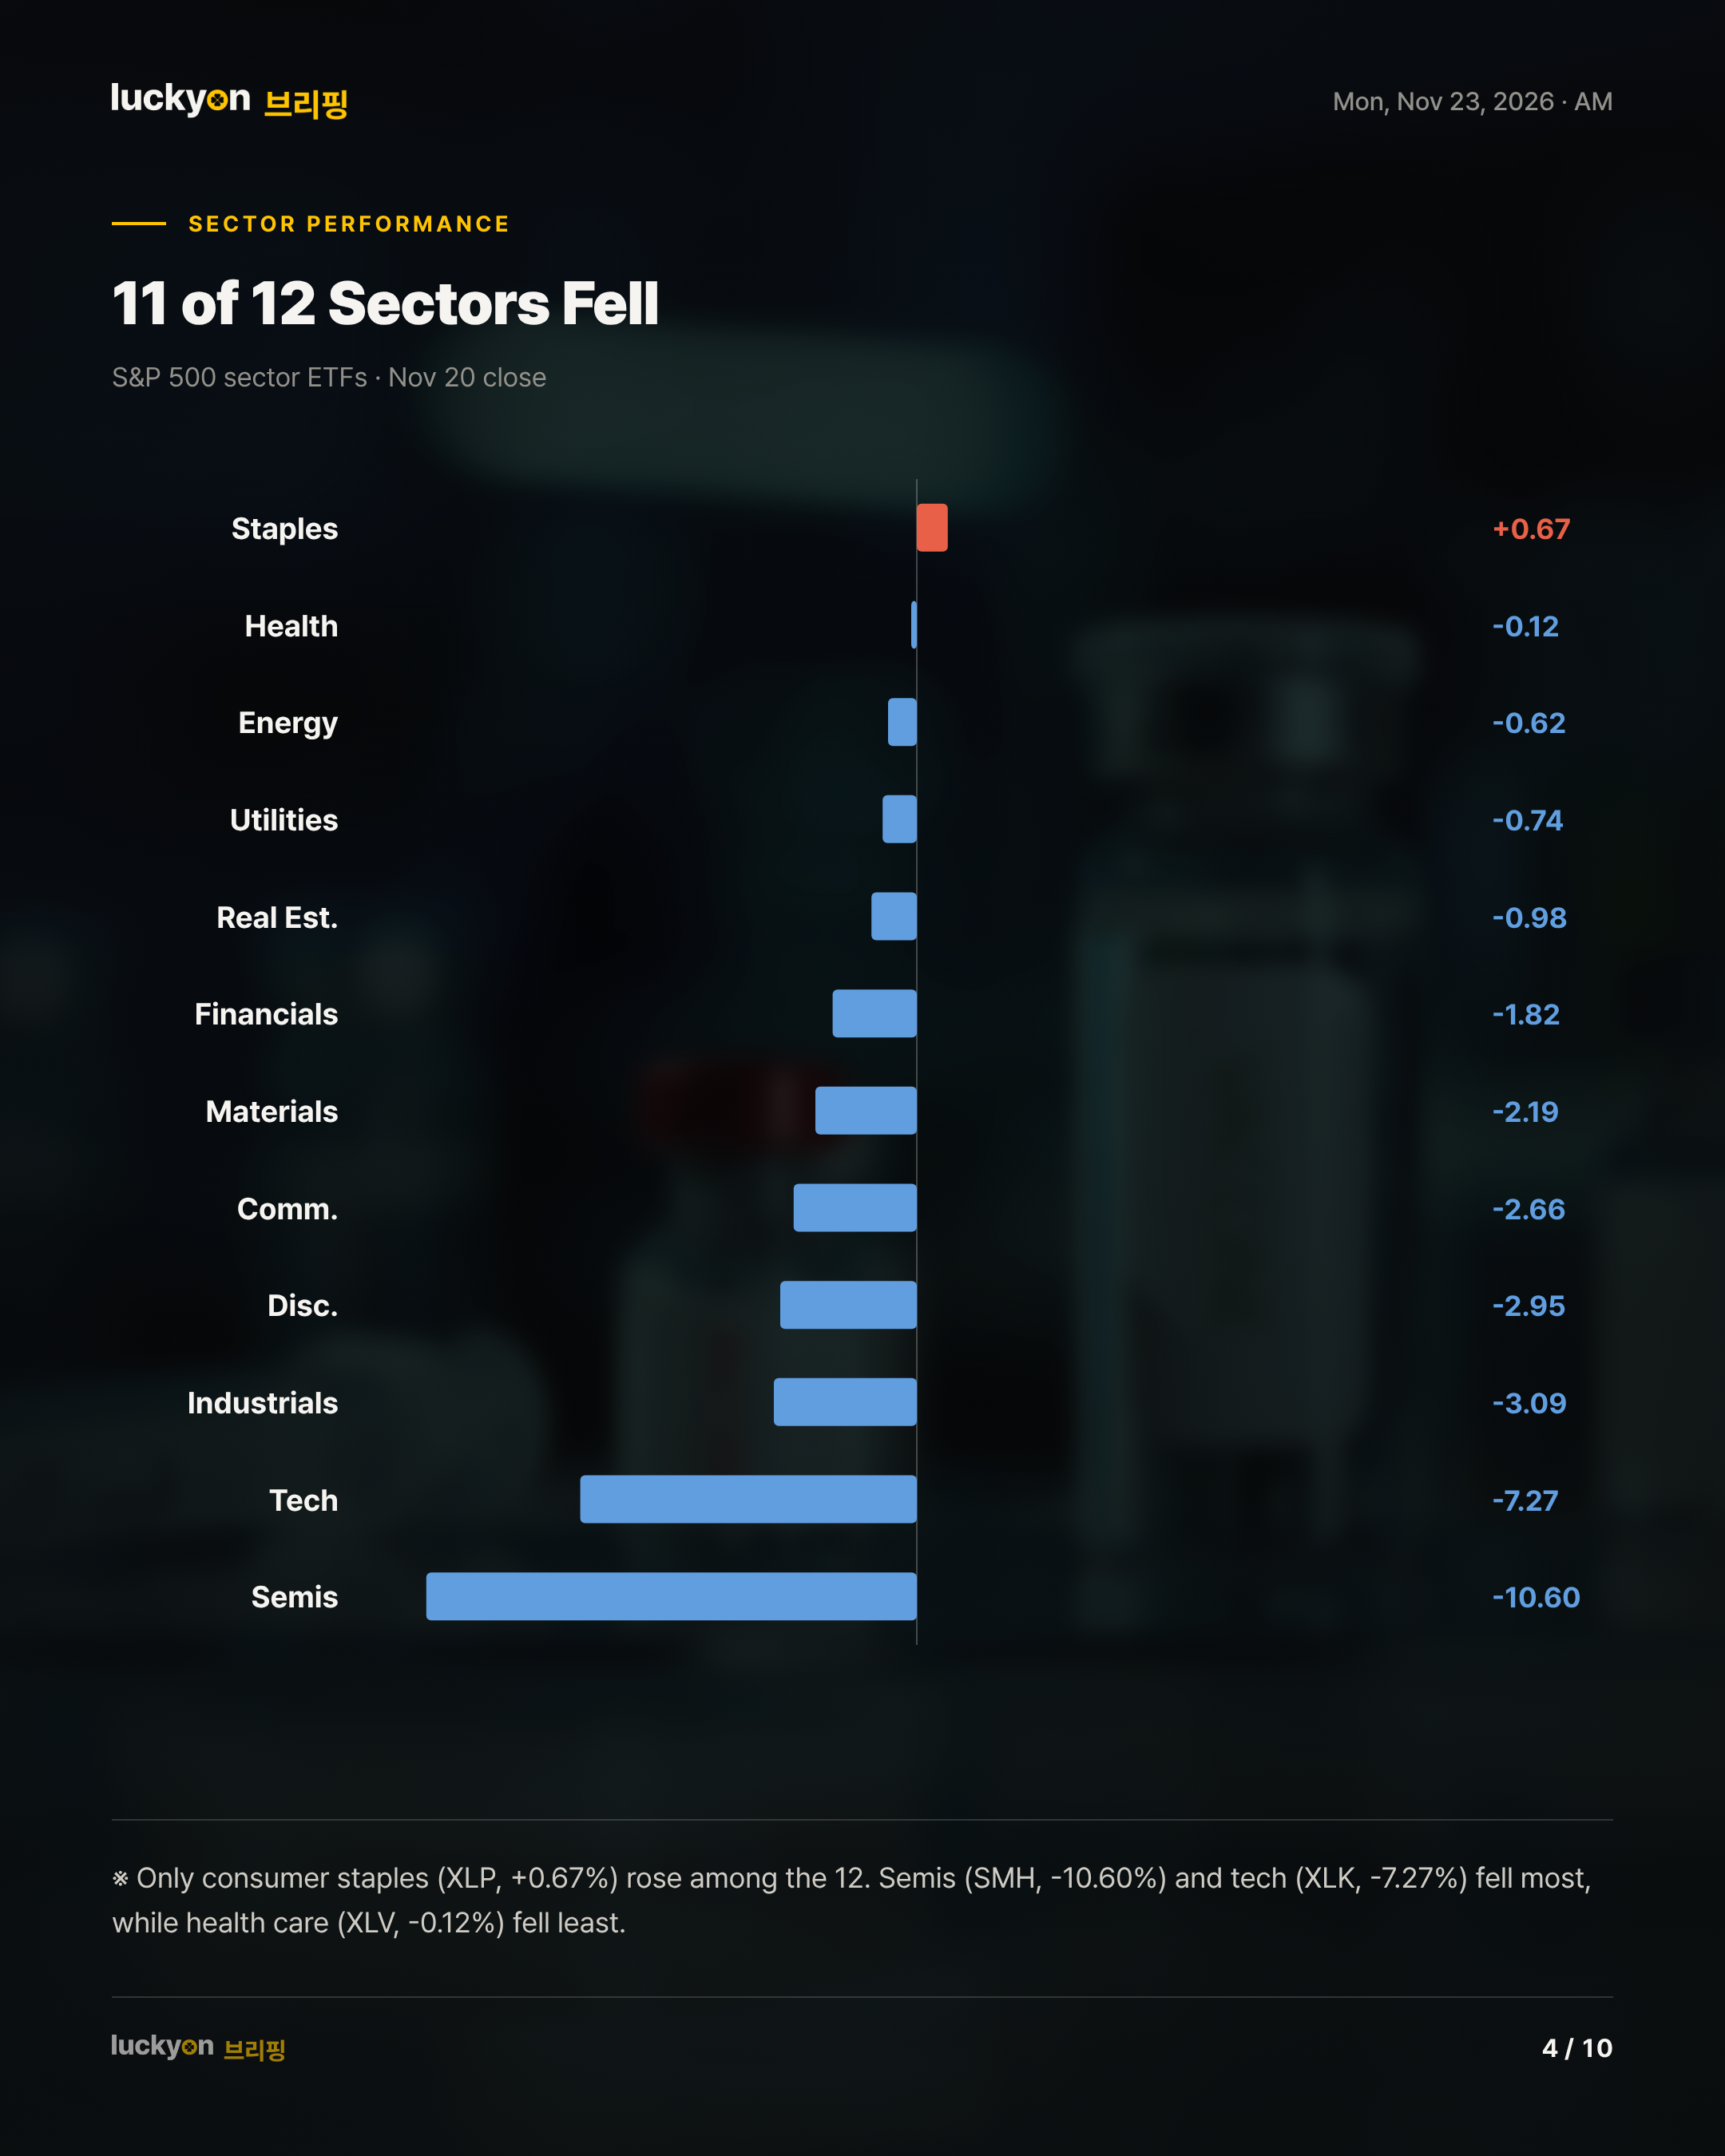 luckyon 브리핑
Mon, Nov 23, 2026 · AM
SECTOR PERFORMANCE
11 of 12 Sectors Fell
S&P 500 sector ETFs · Nov 20 close
Staples +0.67
Health -0.12
Energy -0.62
Utilities -0.74
Real Est. -0.98
Financials -1.82
Materials -2.19
Comm. -2.66
Disc. -2.95
Industrials -3.09
Tech -7.27
Semis -10.60
※ Only consumer staples (XLP, +0.67%) rose among the 12. Semis (SMH, -10.60%) and tech (XLK, -7.27%) fell most,
while health care (XLV, -0.12%) fell least.
luckyon 브리핑
4 / 10